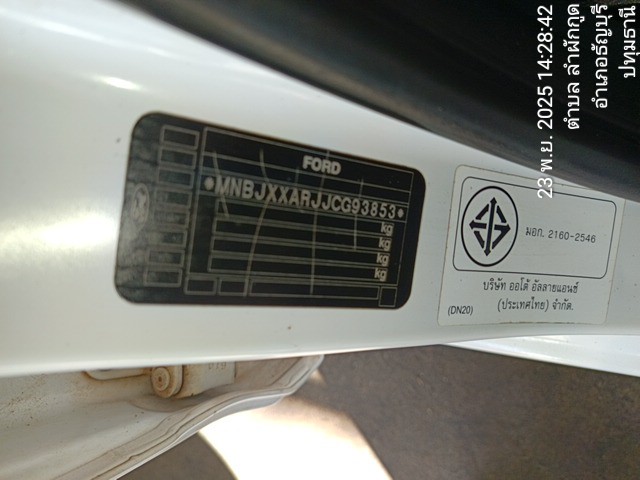 FORD
*MNBJXXARJJCG93853*
kg
kg
kg
kg
มอก. 2160-2546
บริษัท ออโต้ อัลลายแอนซ์
(ประเทศไทย) จำกัด.
(DN20)
23 พ.ย. 2025 14:28:42
ตำบล ลำผักกูด
อำเภอธัญบุรี
ปทุมธานี